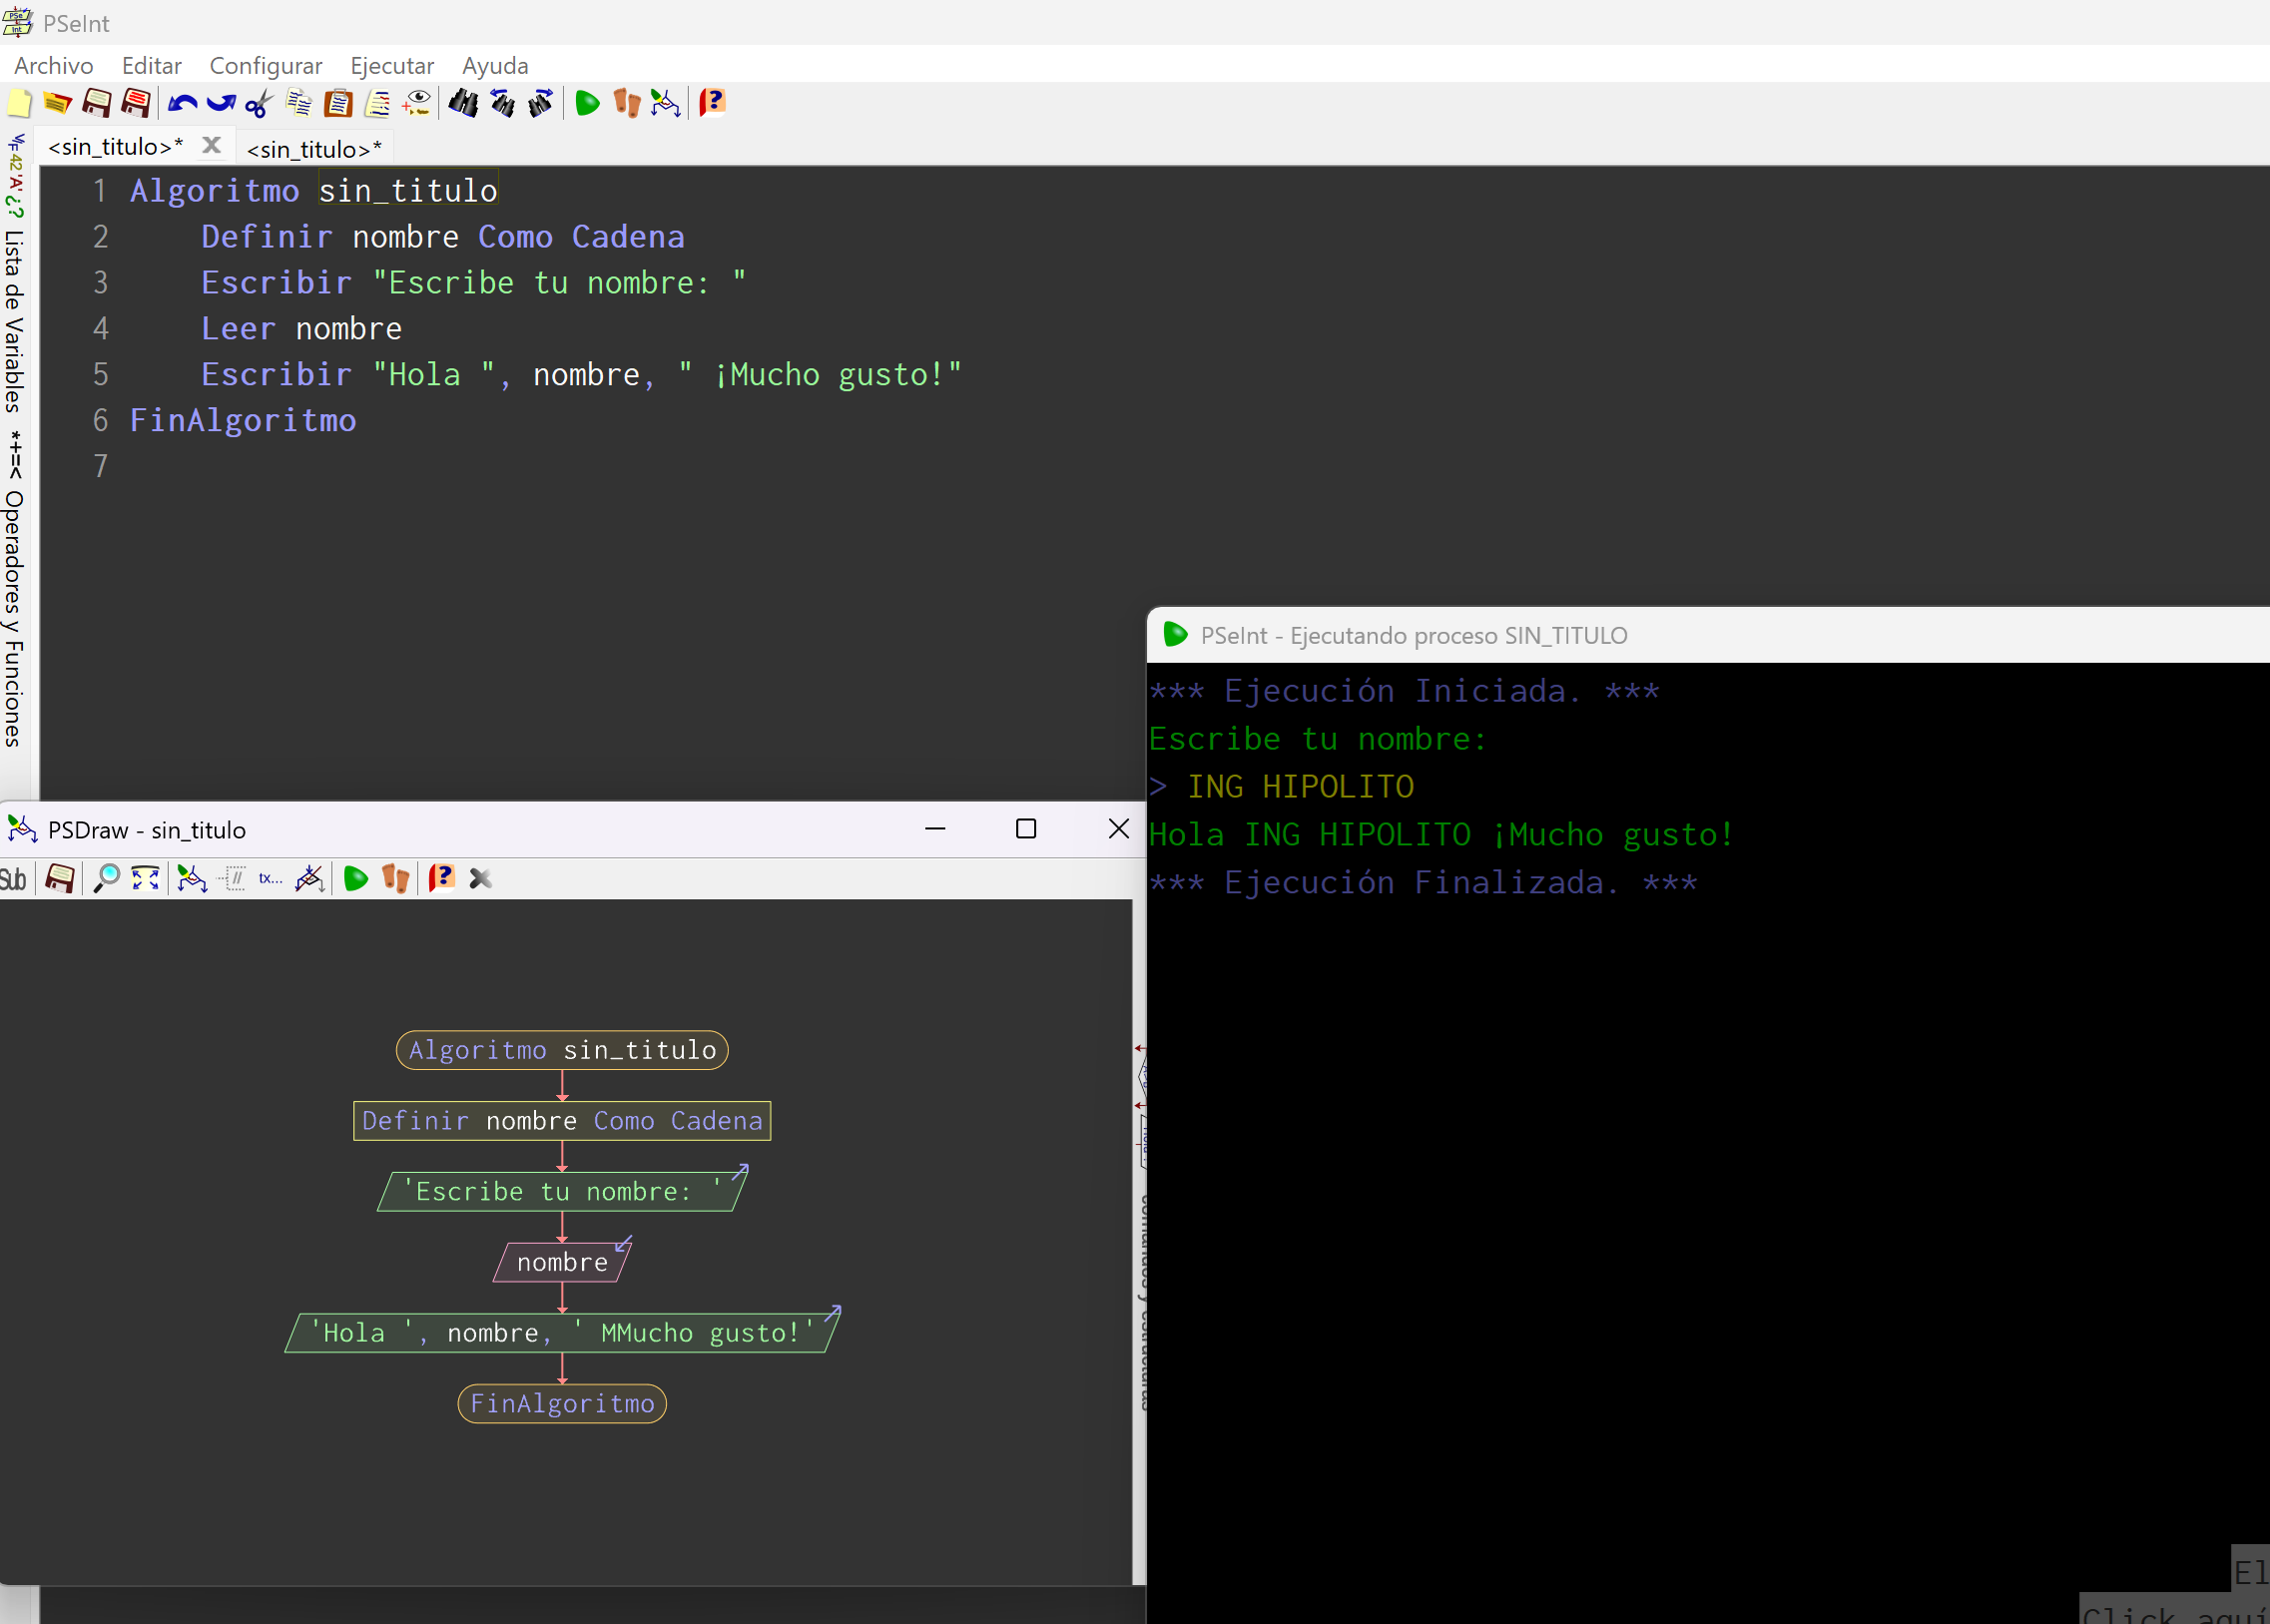 PSeInt
Archivo Editar Configurar Ejecutar Ayuda
<sin_titulo>* <sin_titulo>*
Lista de Variables
*+=< Operadores y Funciones
1 Algoritmo sin_titulo
2 Definir nombre Como Cadena
3 Escribir "Escribe tu nombre: "
4 Leer nombre
5 Escribir "Hola ", nombre, " ¡Mucho gusto!"
6 FinAlgoritmo
7
PSeInt - Ejecutando proceso SIN_TITULO
*** Ejecución Iniciada. ***
Escribe tu nombre:
> ING HIPOLITO
Hola ING HIPOLITO ¡Mucho gusto!
*** Ejecución Finalizada. ***
El
Click aquí
PSDraw - sin_titulo
Sub tx...
Algoritmo sin_titulo
Definir nombre Como Cadena
'Escribe tu nombre: '
nombre
'Hola ', nombre, ' MMucho gusto!'
FinAlgoritmo